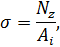 σ = N_z / A_i,